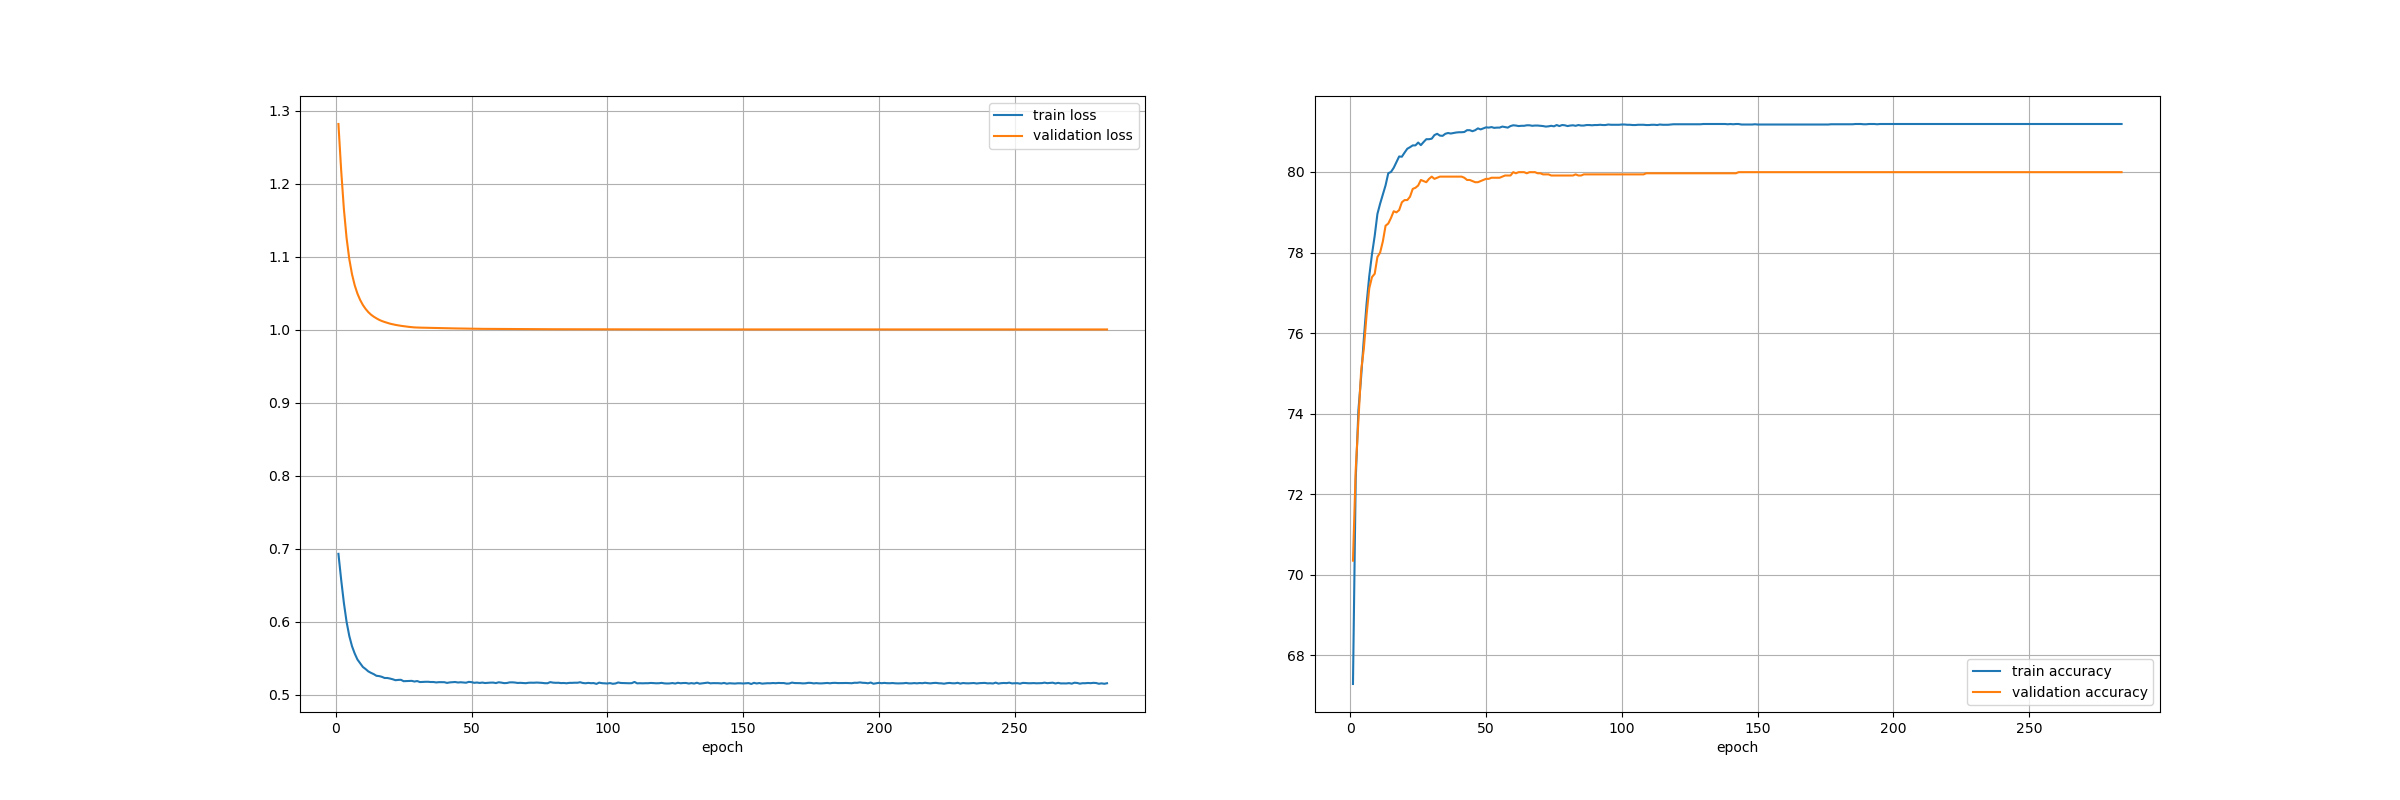 1.3
1.2
1.1
1.0
0.9
0.8
0.7
0.6
0.5
0 50 100 150 200 250
epoch
train loss
validation loss
80
78
76
74
72
70
68
0 50 100 150 200 250
epoch
train accuracy
validation accuracy